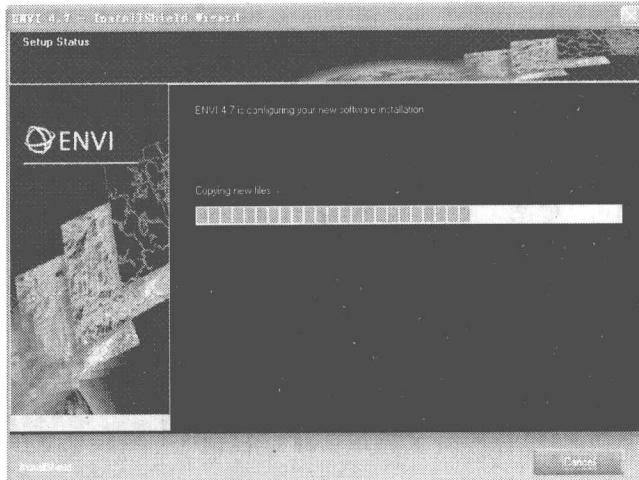 ENVI 4.7 - InstallShield Wizard
Setup Status
ENVI 4.7 is configuring your new software installation
ENVI
Copying new files
InstallShield
Cancel